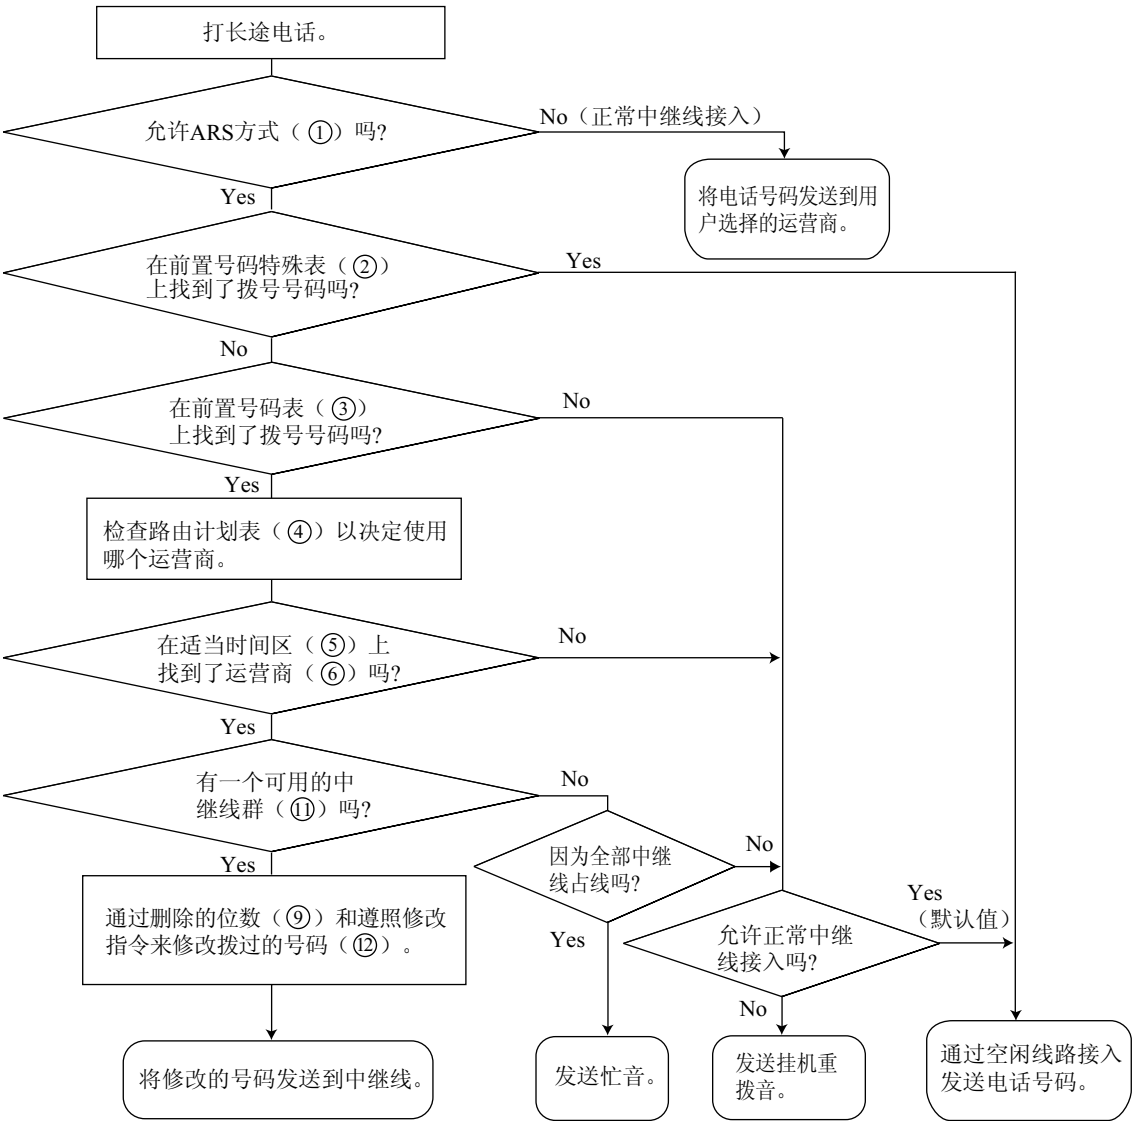 打长途电话。
允许ARS方式（①）吗?
No（正常中继线接入）
将电话号码发送到用
户选择的运营商。
Yes
在前置号码特殊表（②）
上找到了拨号号码吗?
Yes
No
在前置号码表（③）
上找到了拨号号码吗?
No
Yes
检查路由计划表（④）以决定使用
哪个运营商。
在适当时间区（⑤）上
找到了运营商（⑥）吗?
No
Yes
有一个可用的中
继线群（⑪）吗?
No
因为全部中继
线占线吗?
No
Yes
Yes
通过删除的位数（⑨）和遵照修改
指令来修改拨过的号码（⑫）。
允许正常中继
线接入吗?
Yes
（默认值）
No
将修改的号码发送到中继线。
发送忙音。
发送挂机重
拨音。
通过空闲线路接入
发送电话号码。